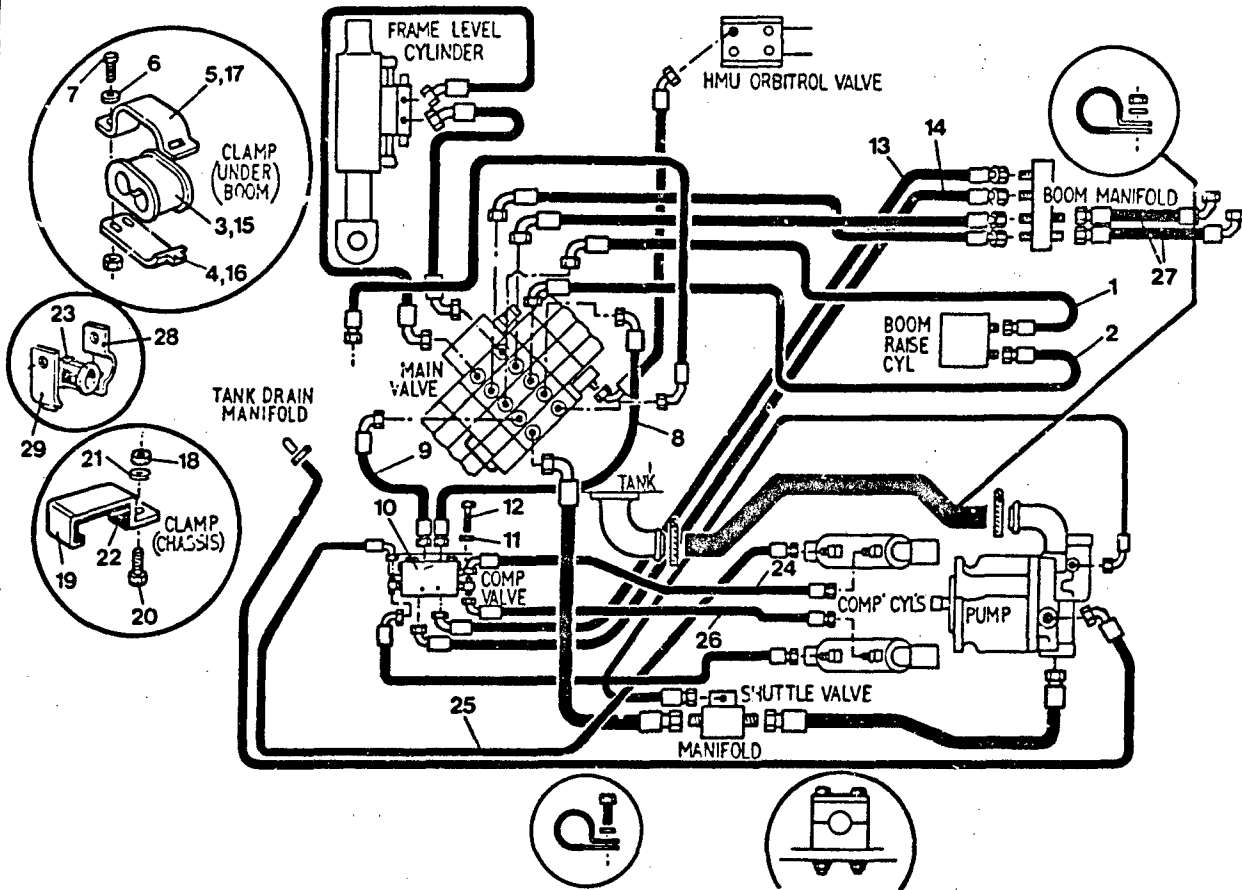 FRAME LEVEL
CYLINDER
HMU ORBITROL VALVE
7
6
5,17
CLAMP
(UNDER
BOOM)
3,15
4,16
13
14
BOOM MANIFOLD
27
23
28
29
1
2
BOOM
RAISE
CYL
MAIN
VALVE
TANK DRAIN
MANIFOLD
8
9
TANK
21
18
CLAMP
(CHASSIS)
22
19
20
10
12
11
COMP
VALVE
24
COMP' CYL'S
PUMP
26
SHUTTLE VALVE
25
MANIFOLD